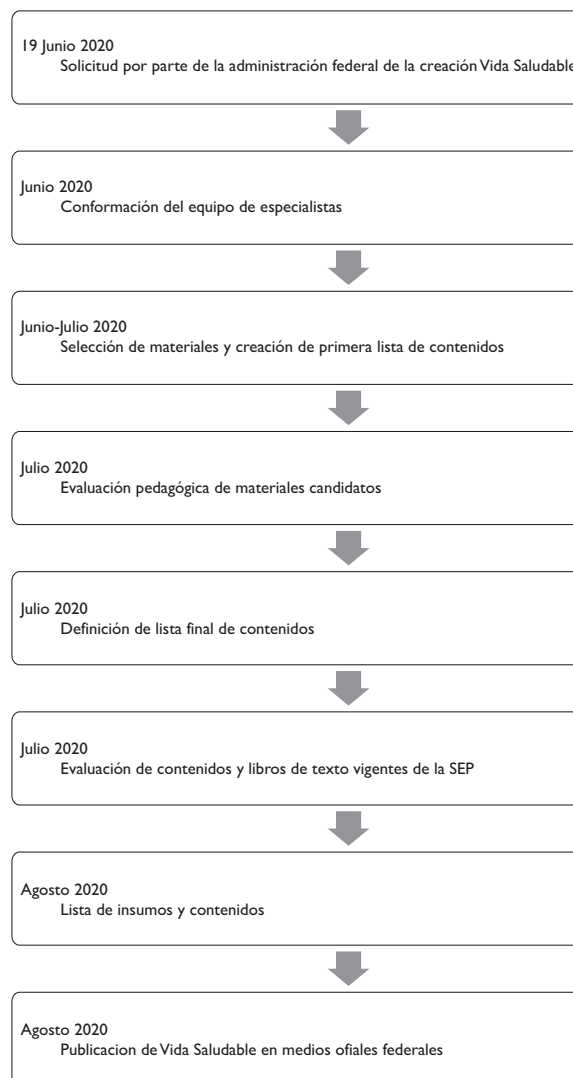 19 Junio 2020
Solicitud por parte de la administración federal de la creación Vida Saludable
Junio 2020
Conformación del equipo de especialistas
Junio-Julio 2020
Selección de materiales y creación de primera lista de contenidos
Julio 2020
Evaluación pedagógica de materiales candidatos
Julio 2020
Definición de lista final de contenidos
Julio 2020
Evaluación de contenidos y libros de texto vigentes de la SEP
Agosto 2020
Lista de insumos y contenidos
Agosto 2020
Publicacion de Vida Saludable en medios ofiales federales